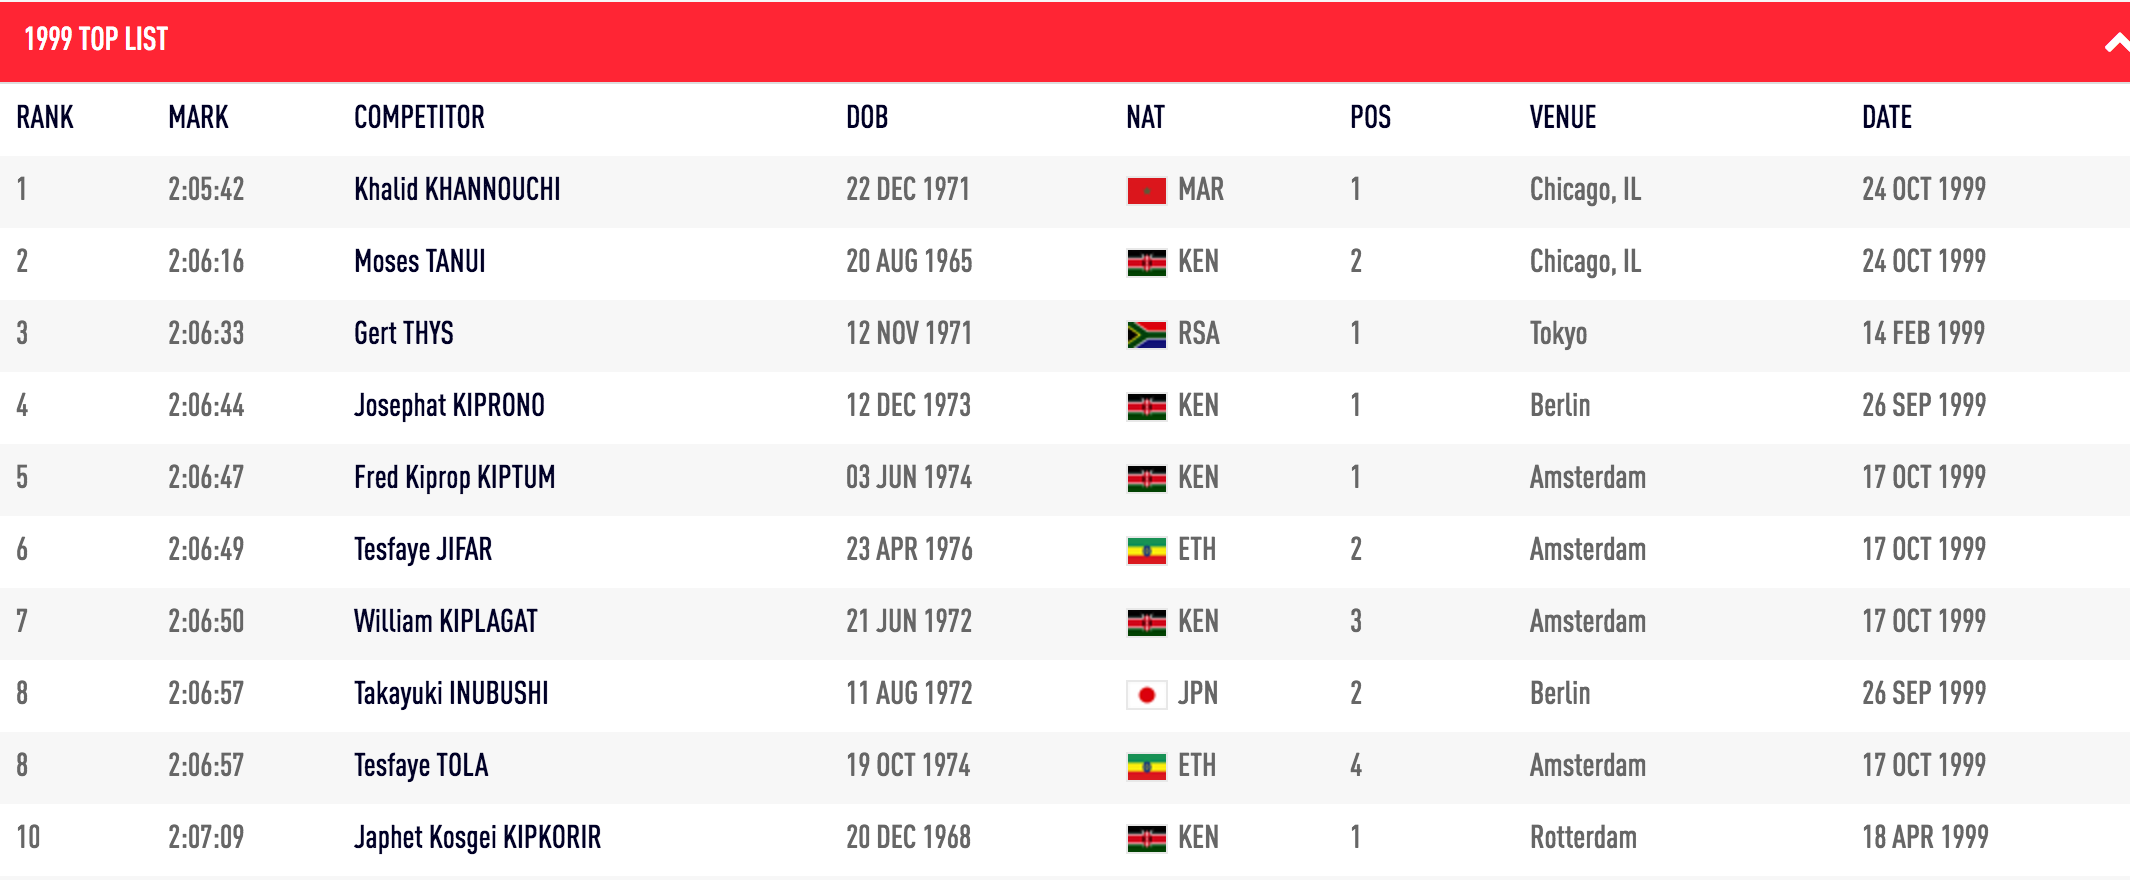 1999 TOP LIST
RANK MARK COMPETITOR DOB NAT POS VENUE DATE
1 2:05:42 Khalid KHANNOUCHI 22 DEC 1971 MAR 1 Chicago, IL 24 OCT 1999
2 2:06:16 Moses TANUI 20 AUG 1965 KEN 2 Chicago, IL 24 OCT 1999
3 2:06:33 Gert THYS 12 NOV 1971 RSA 1 Tokyo 14 FEB 1999
4 2:06:44 Josephat KIPRONO 12 DEC 1973 KEN 1 Berlin 26 SEP 1999
5 2:06:47 Fred Kiprop KIPTUM 03 JUN 1974 KEN 1 Amsterdam 17 OCT 1999
6 2:06:49 Tesfaye JIFAR 23 APR 1976 ETH 2 Amsterdam 17 OCT 1999
7 2:06:50 William KIPLAGAT 21 JUN 1972 KEN 3 Amsterdam 17 OCT 1999
8 2:06:57 Takayuki INUBUSHI 11 AUG 1972 JPN 2 Berlin 26 SEP 1999
8 2:06:57 Tesfaye TOLA 19 OCT 1974 ETH 4 Amsterdam 17 OCT 1999
10 2:07:09 Japhet Kosgei KIPKORIR 20 DEC 1968 KEN 1 Rotterdam 18 APR 1999